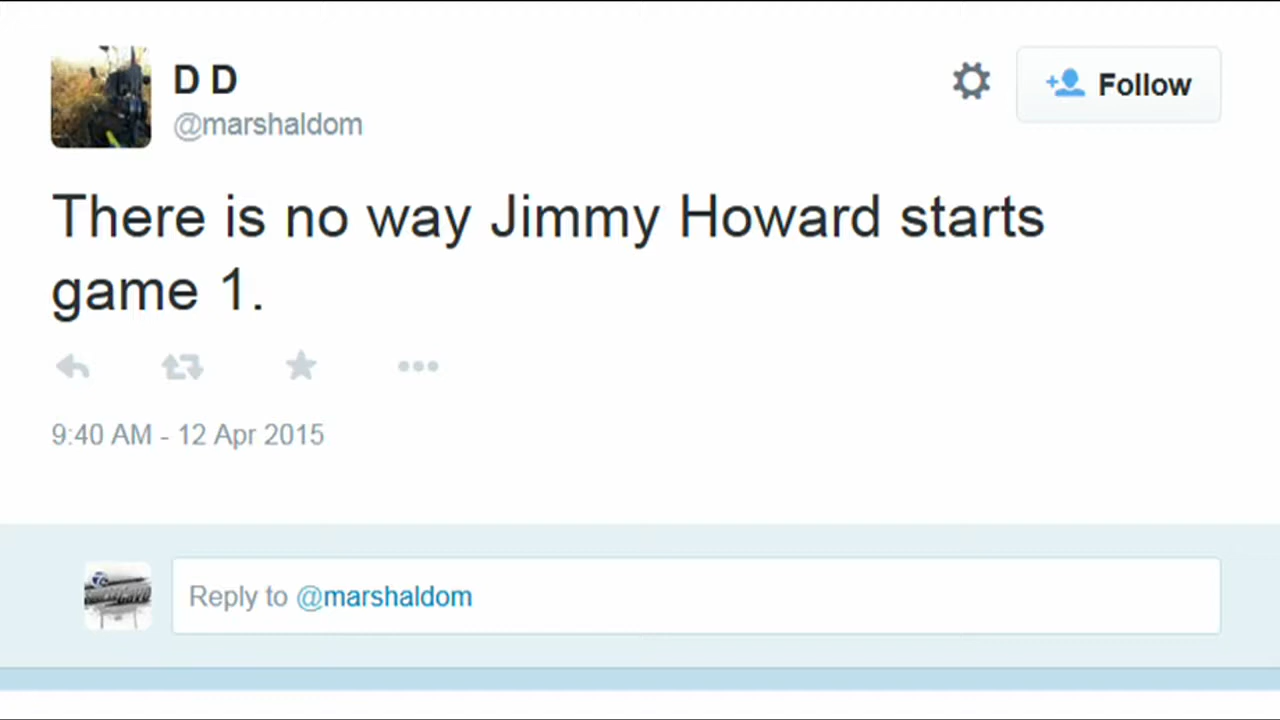 D D
@marshaldom
Follow
There is no way Jimmy Howard starts
game 1.
9:40 AM - 12 Apr 2015
Reply to @marshaldom